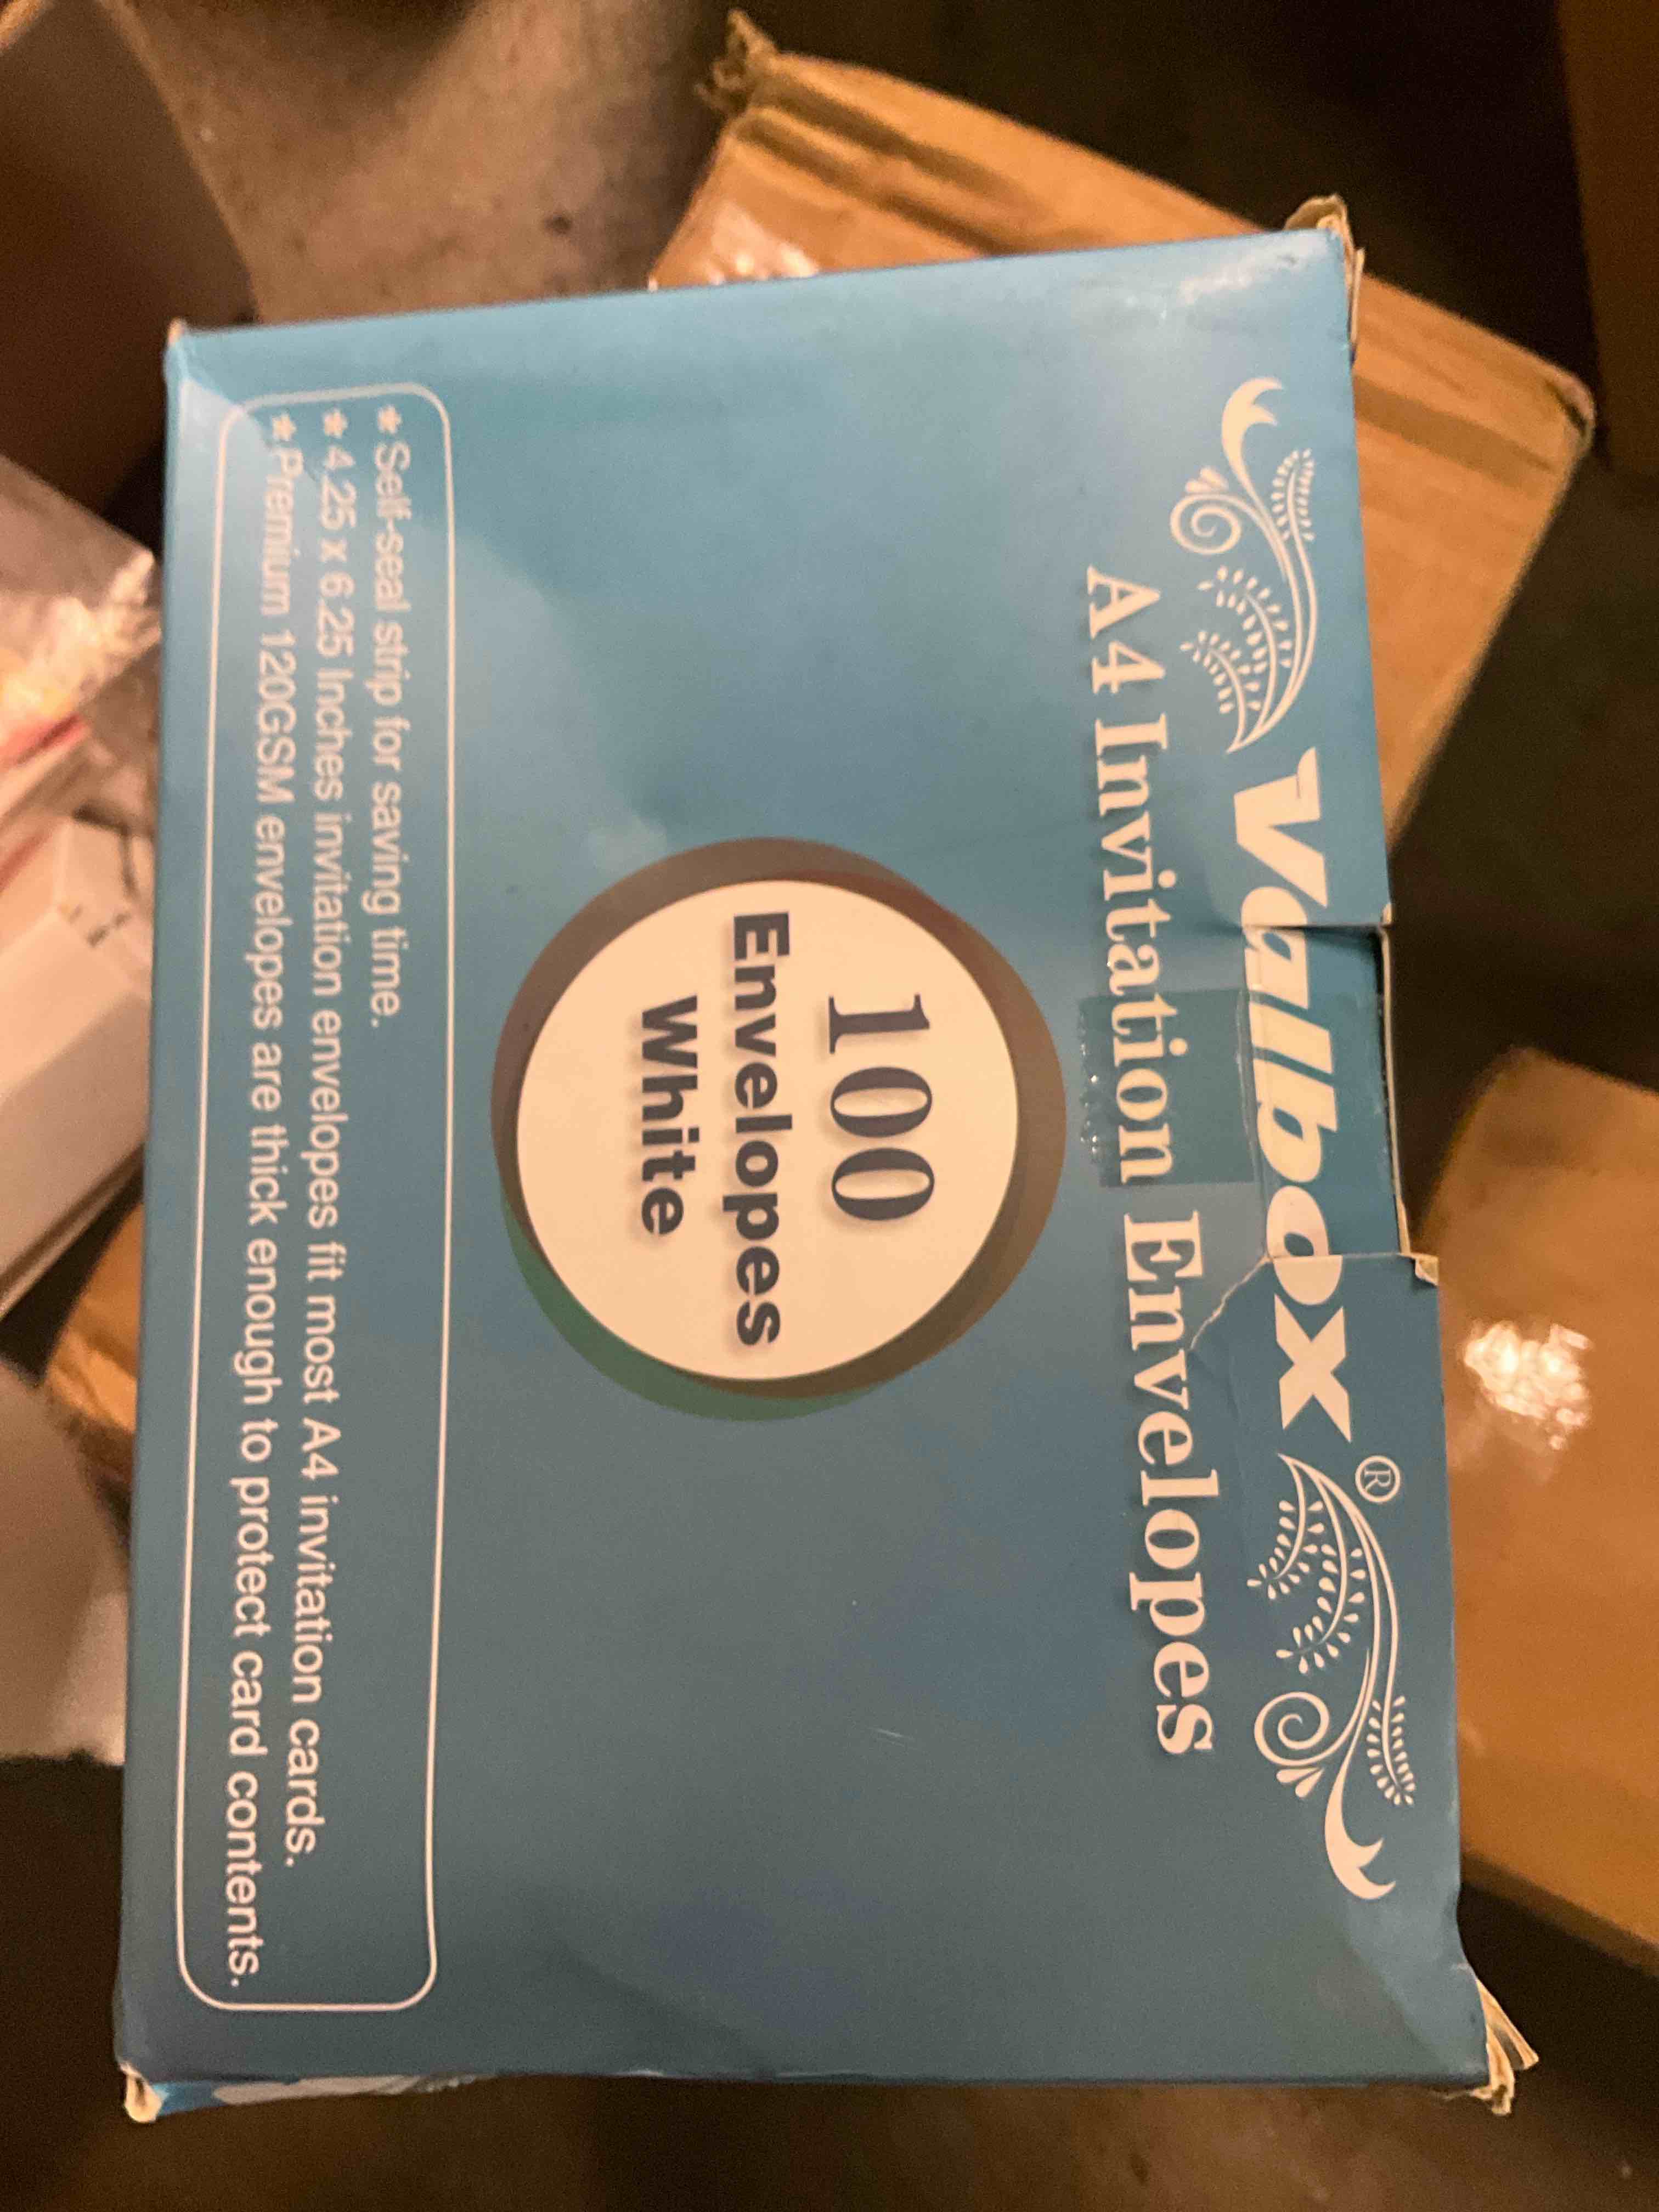 Valbox®
A4 Invitation Envelopes
100
Envelopes
White
* Self-seal strip for saving time.
* 4.25 x 6.25 Inches invitation envelopes fit most A4 invitation cards.
* Premium 120GSM envelopes are thick enough to protect card contents.